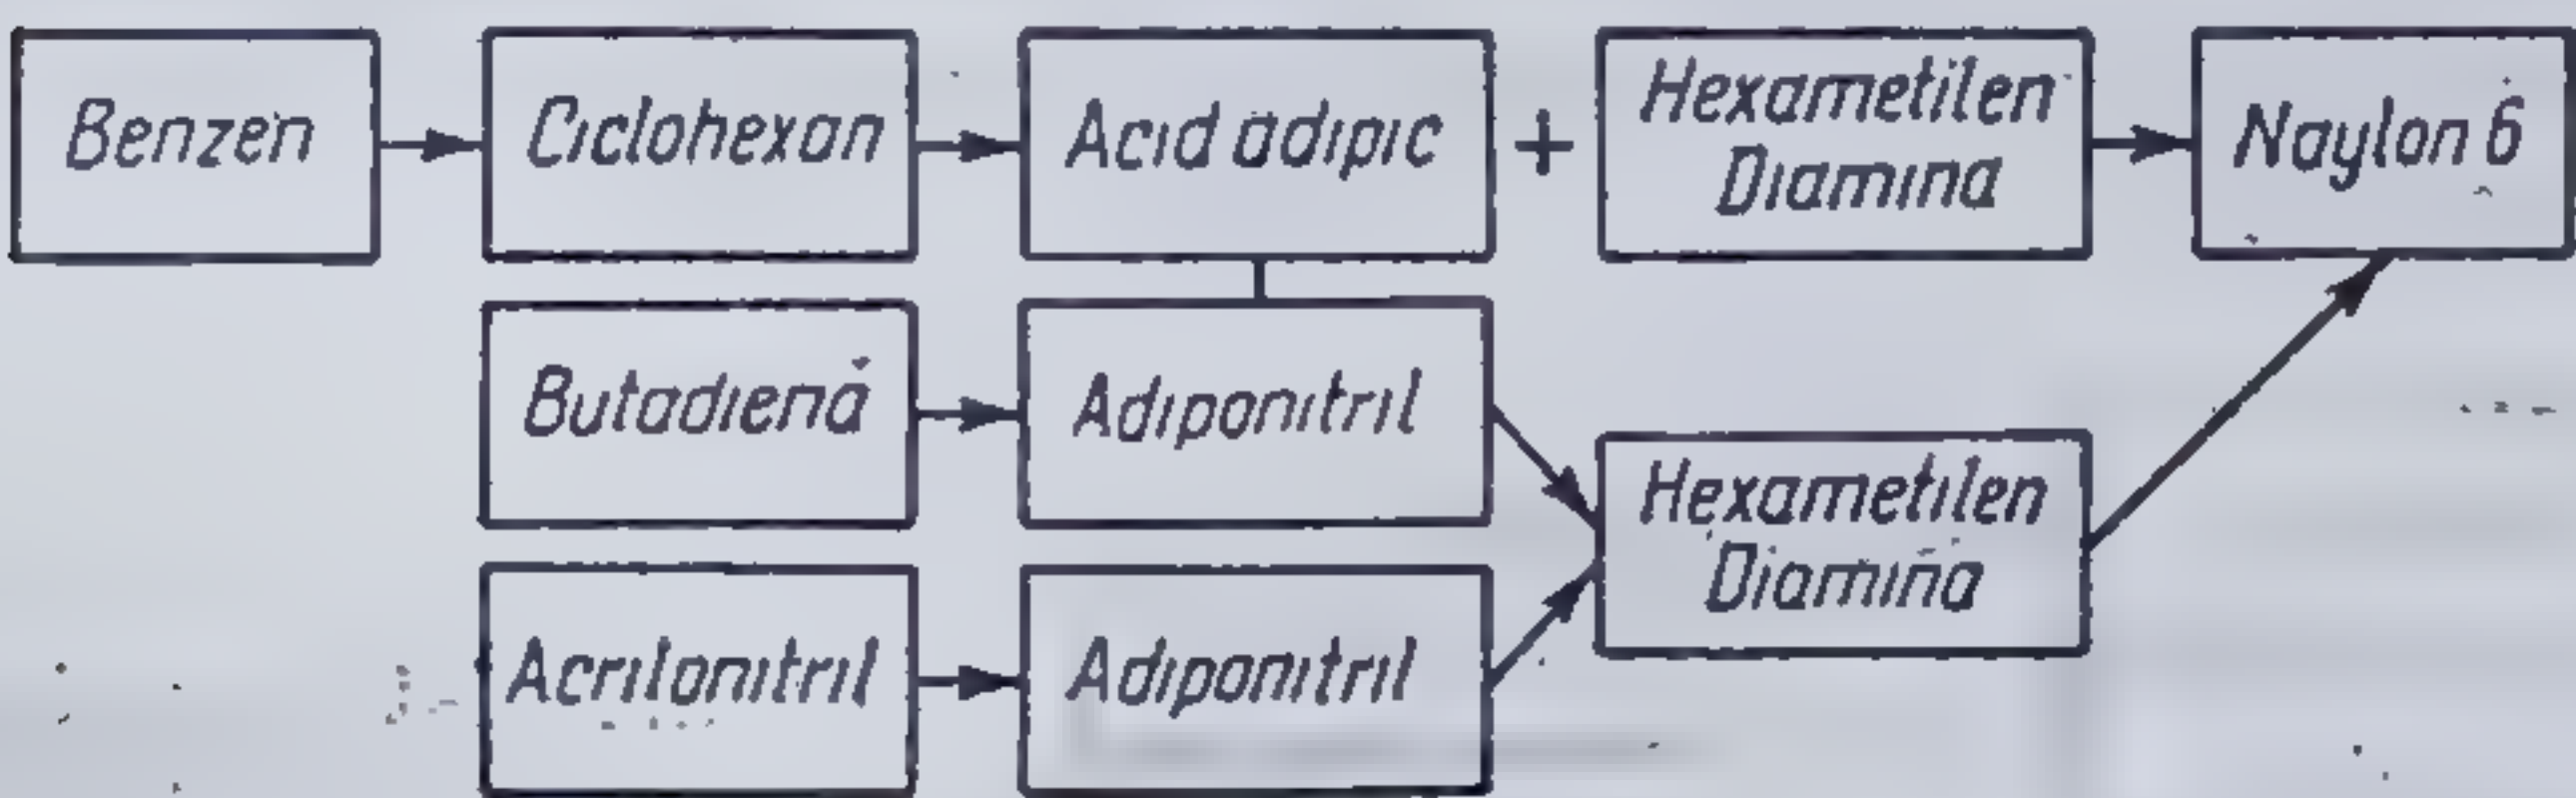 Benzen
Ciclohexan
Acid adipic
+
Hexametilen
Diamina
Naylon 6
Butadienă
Adiponitril
Hexametilen
Diamina
Acrilonitril
Adiponitril